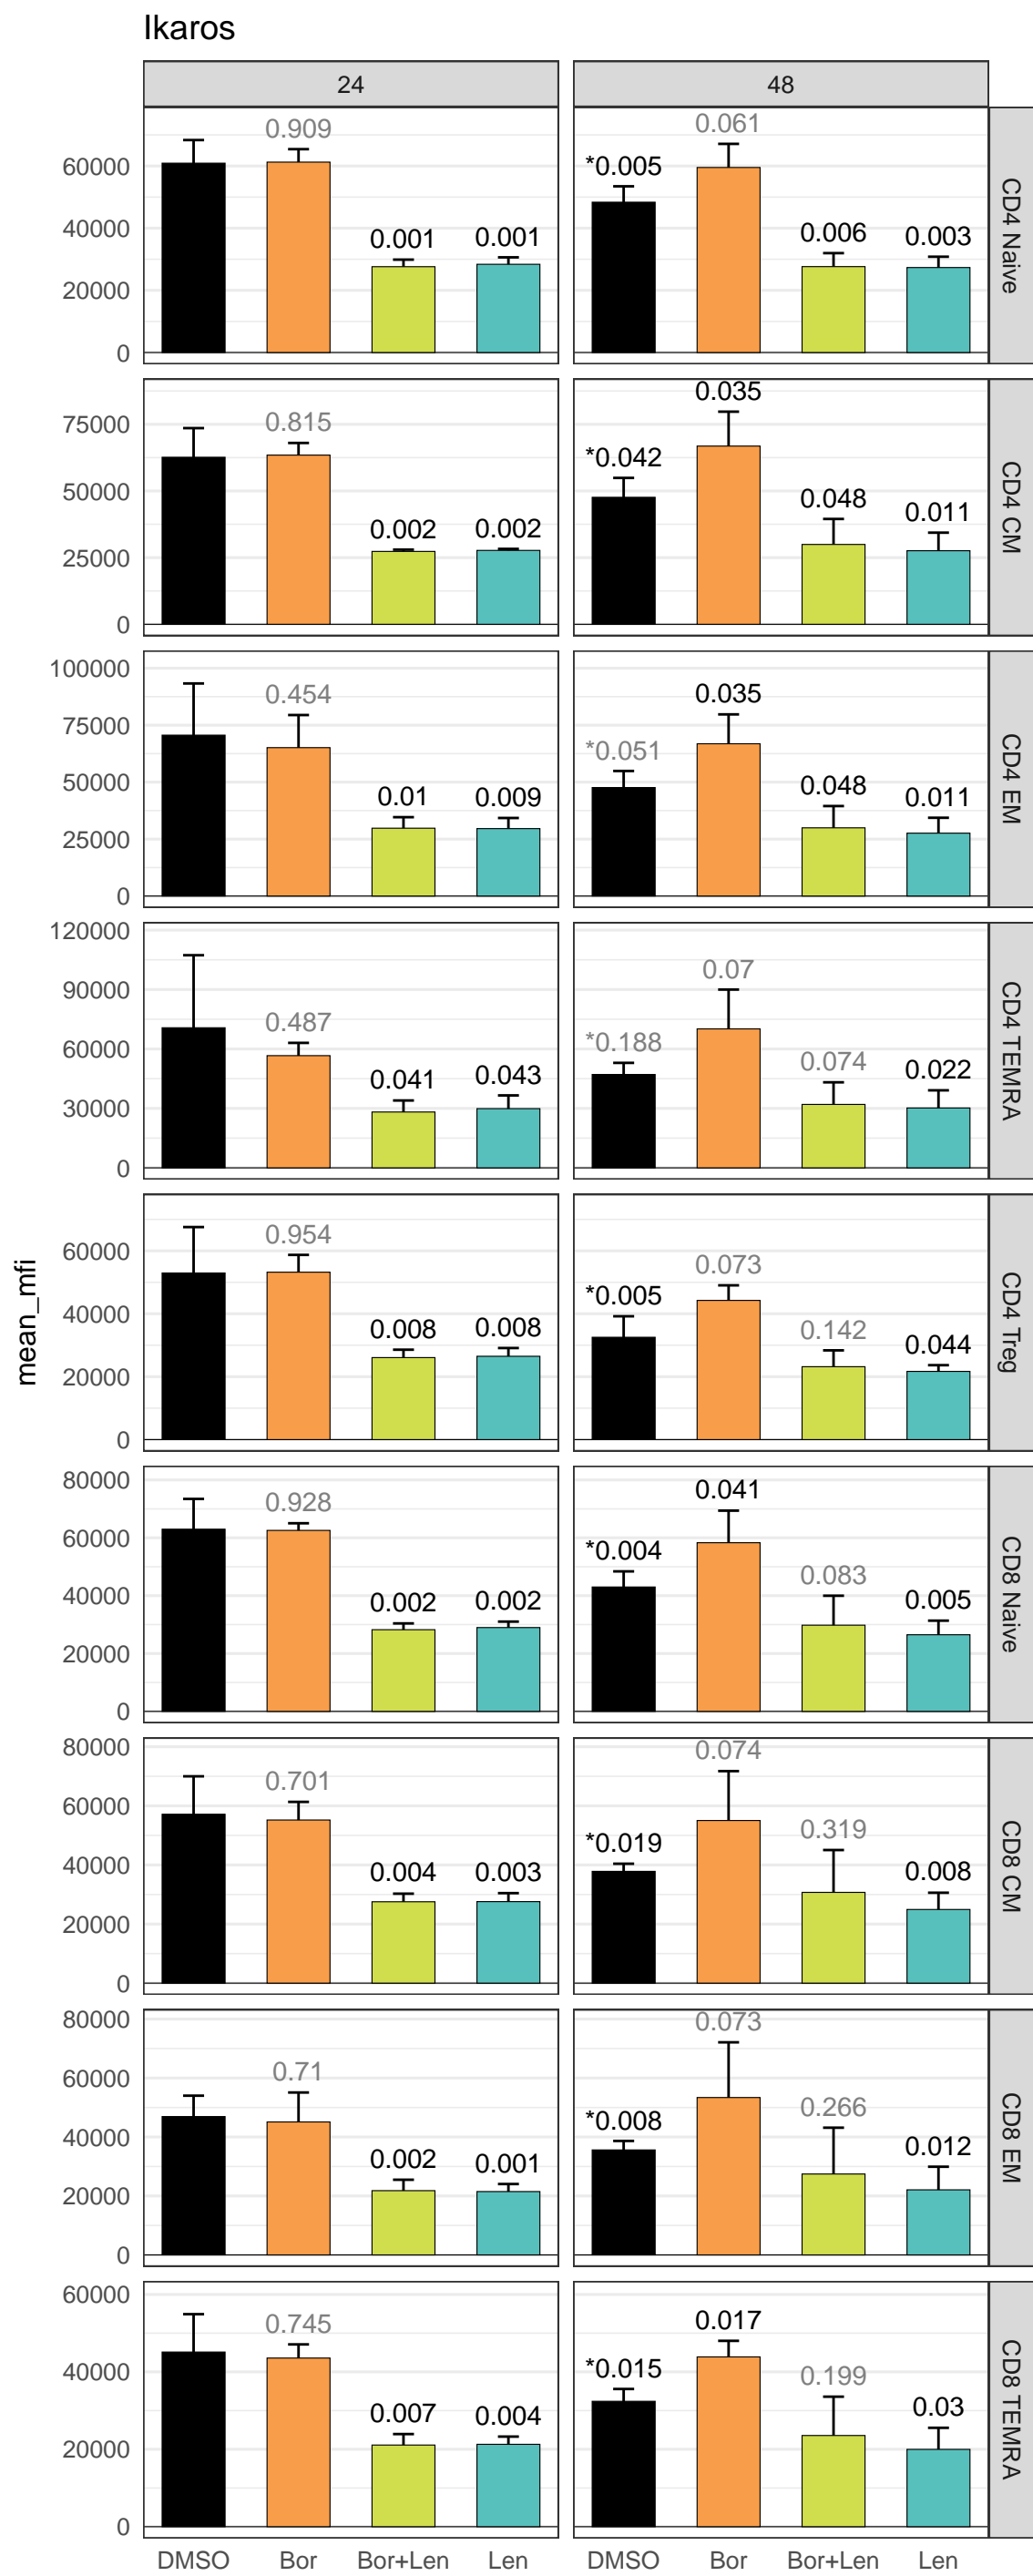 Ikaros
24 48
0.909 0.061
60000 *0.005
40000 0.001 0.001 0.006 0.003
20000
0
CD4 Naive
0.815 0.035
75000
50000 *0.042
25000 0.002 0.002 0.048 0.011
0
CD4 CM
100000
0.454 0.035
75000
50000 *0.051
0.01 0.009 0.048 0.011
25000
0
CD4 EM
120000
90000 0.07
0.487 *0.188
60000
0.041 0.043 0.074 0.022
30000
0
CD4 TEMRA
mean_mfi
0.954 0.073
60000 *0.005
40000 0.008 0.008 0.142 0.044
20000
0
CD4 Treg
80000
0.928 0.041
60000 *0.004
40000 0.002 0.002 0.083 0.005
20000
0
CD8 Naive
80000 0.074
0.701
60000 0.319
*0.019
40000 0.004 0.003 0.008
20000
0
CD8 CM
80000 0.073
60000 0.71
0.266
40000 *0.008
0.002 0.001 0.012
20000
0
CD8 EM
60000
0.745 0.017
40000 *0.015 0.199
0.007 0.004 0.03
20000
0
CD8 TEMRA
DMSO Bor Bor+Len Len DMSO Bor Bor+Len Len